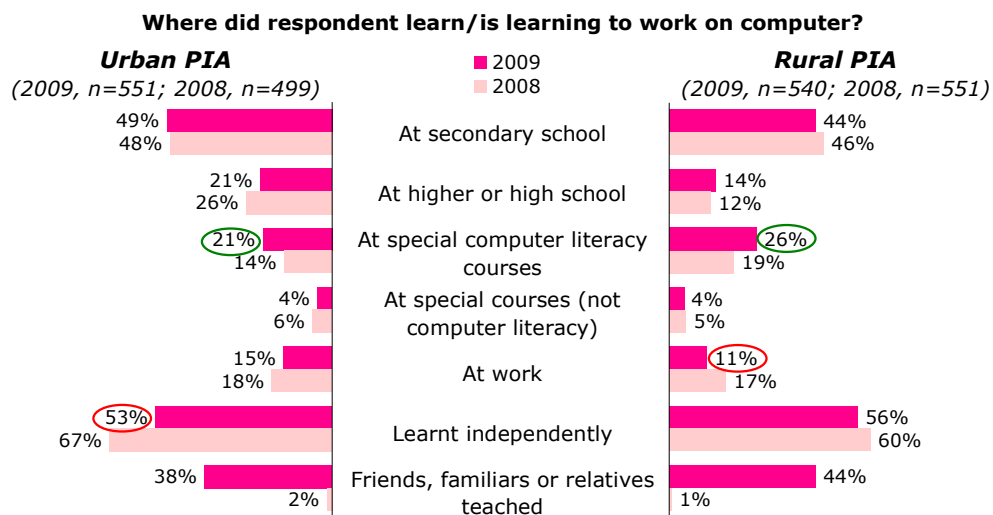 Where did respondent learn/is learning to work on computer?
Urban PIA
(2009, n=551; 2008, n=499)
2009
2008
Rural PIA
(2009, n=540; 2008, n=551)
49%
48%
At secondary school
44%
46%
21%
26%
At higher or high school
14%
12%
21%
14%
At special computer literacy
courses
26%
19%
4%
6%
At special courses (not
computer literacy)
4%
5%
15%
18%
At work
11%
17%
53%
67%
Learnt independently
56%
60%
38%
2%
Friends, familiars or relatives
teached
44%
1%